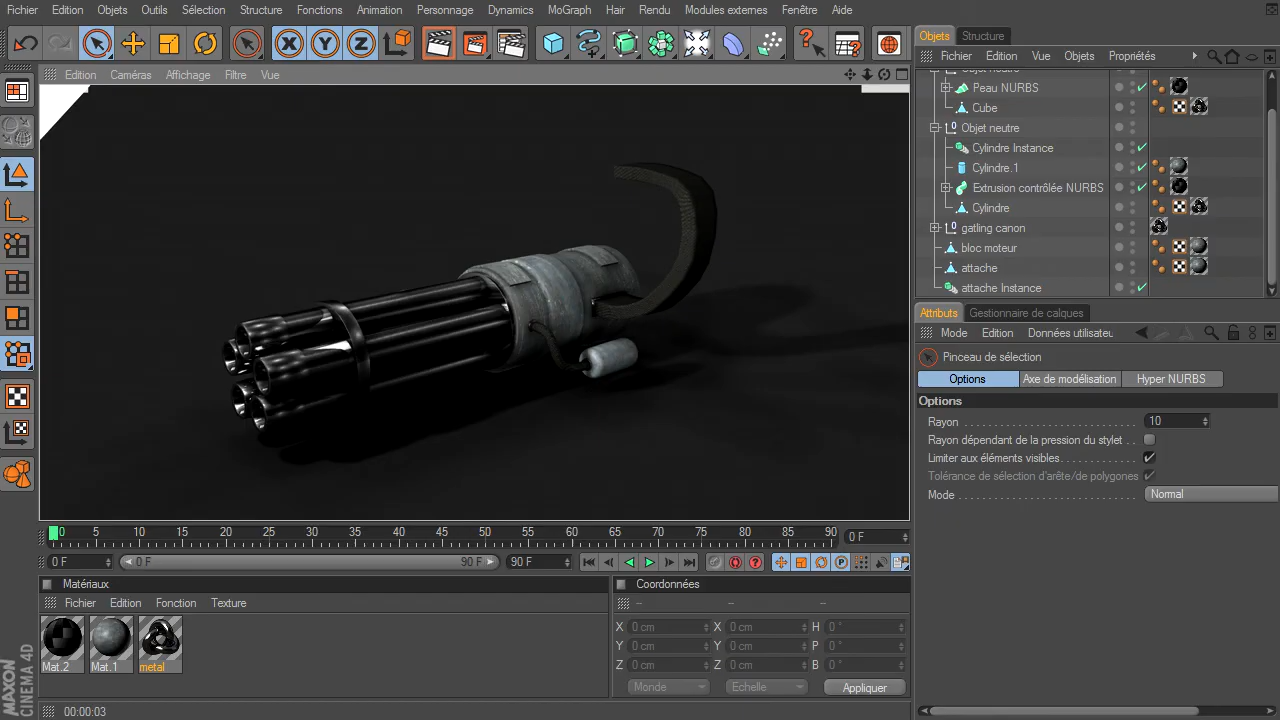 Fichier Edition Objets Outils Sélection Structure Fonctions Animation Personnage Dynamics MoGraph Hair Rendu Modules externes Fenêtre Aide
X Y Z
Objets Structure
Edition Caméras Affichage Filtre Vue
Fichier Edition Vue Objets Propriétés
Peau NURBS
Cube
Objet neutre
Cylindre Instance
Cylindre.1
Extrusion contrôlée NURBS
Cylindre
gatling canon
bloc moteur
attache
attache Instance
Attributs Gestionnaire de calques
Mode Edition Données utilisateu
Pinceau de sélection
Options Axe de modélisation Hyper NURBS
Options
Rayon 10
Rayon dépendant de la pression du stylet
Limiter aux éléments visibles
Tolérance de sélection d'arête/de polygones
Mode Normal
0 5 10 15 20 25 30 35 40 45 50 55 60 65 70 75 80 85 90 0 F
0 F 0 F 90 F 90 F
Matériaux
Fichier Edition Fonction Texture
Mat.2 Mat.1 metal
Coordonnées
-- -- --
X 0 cm X 0 cm H 0 °
Y 0 cm Y 0 cm P 0 °
Z 0 cm Z 0 cm B 0 °
Monde Echelle Appliquer
MAXON
CINEMA 4D
00:00:03